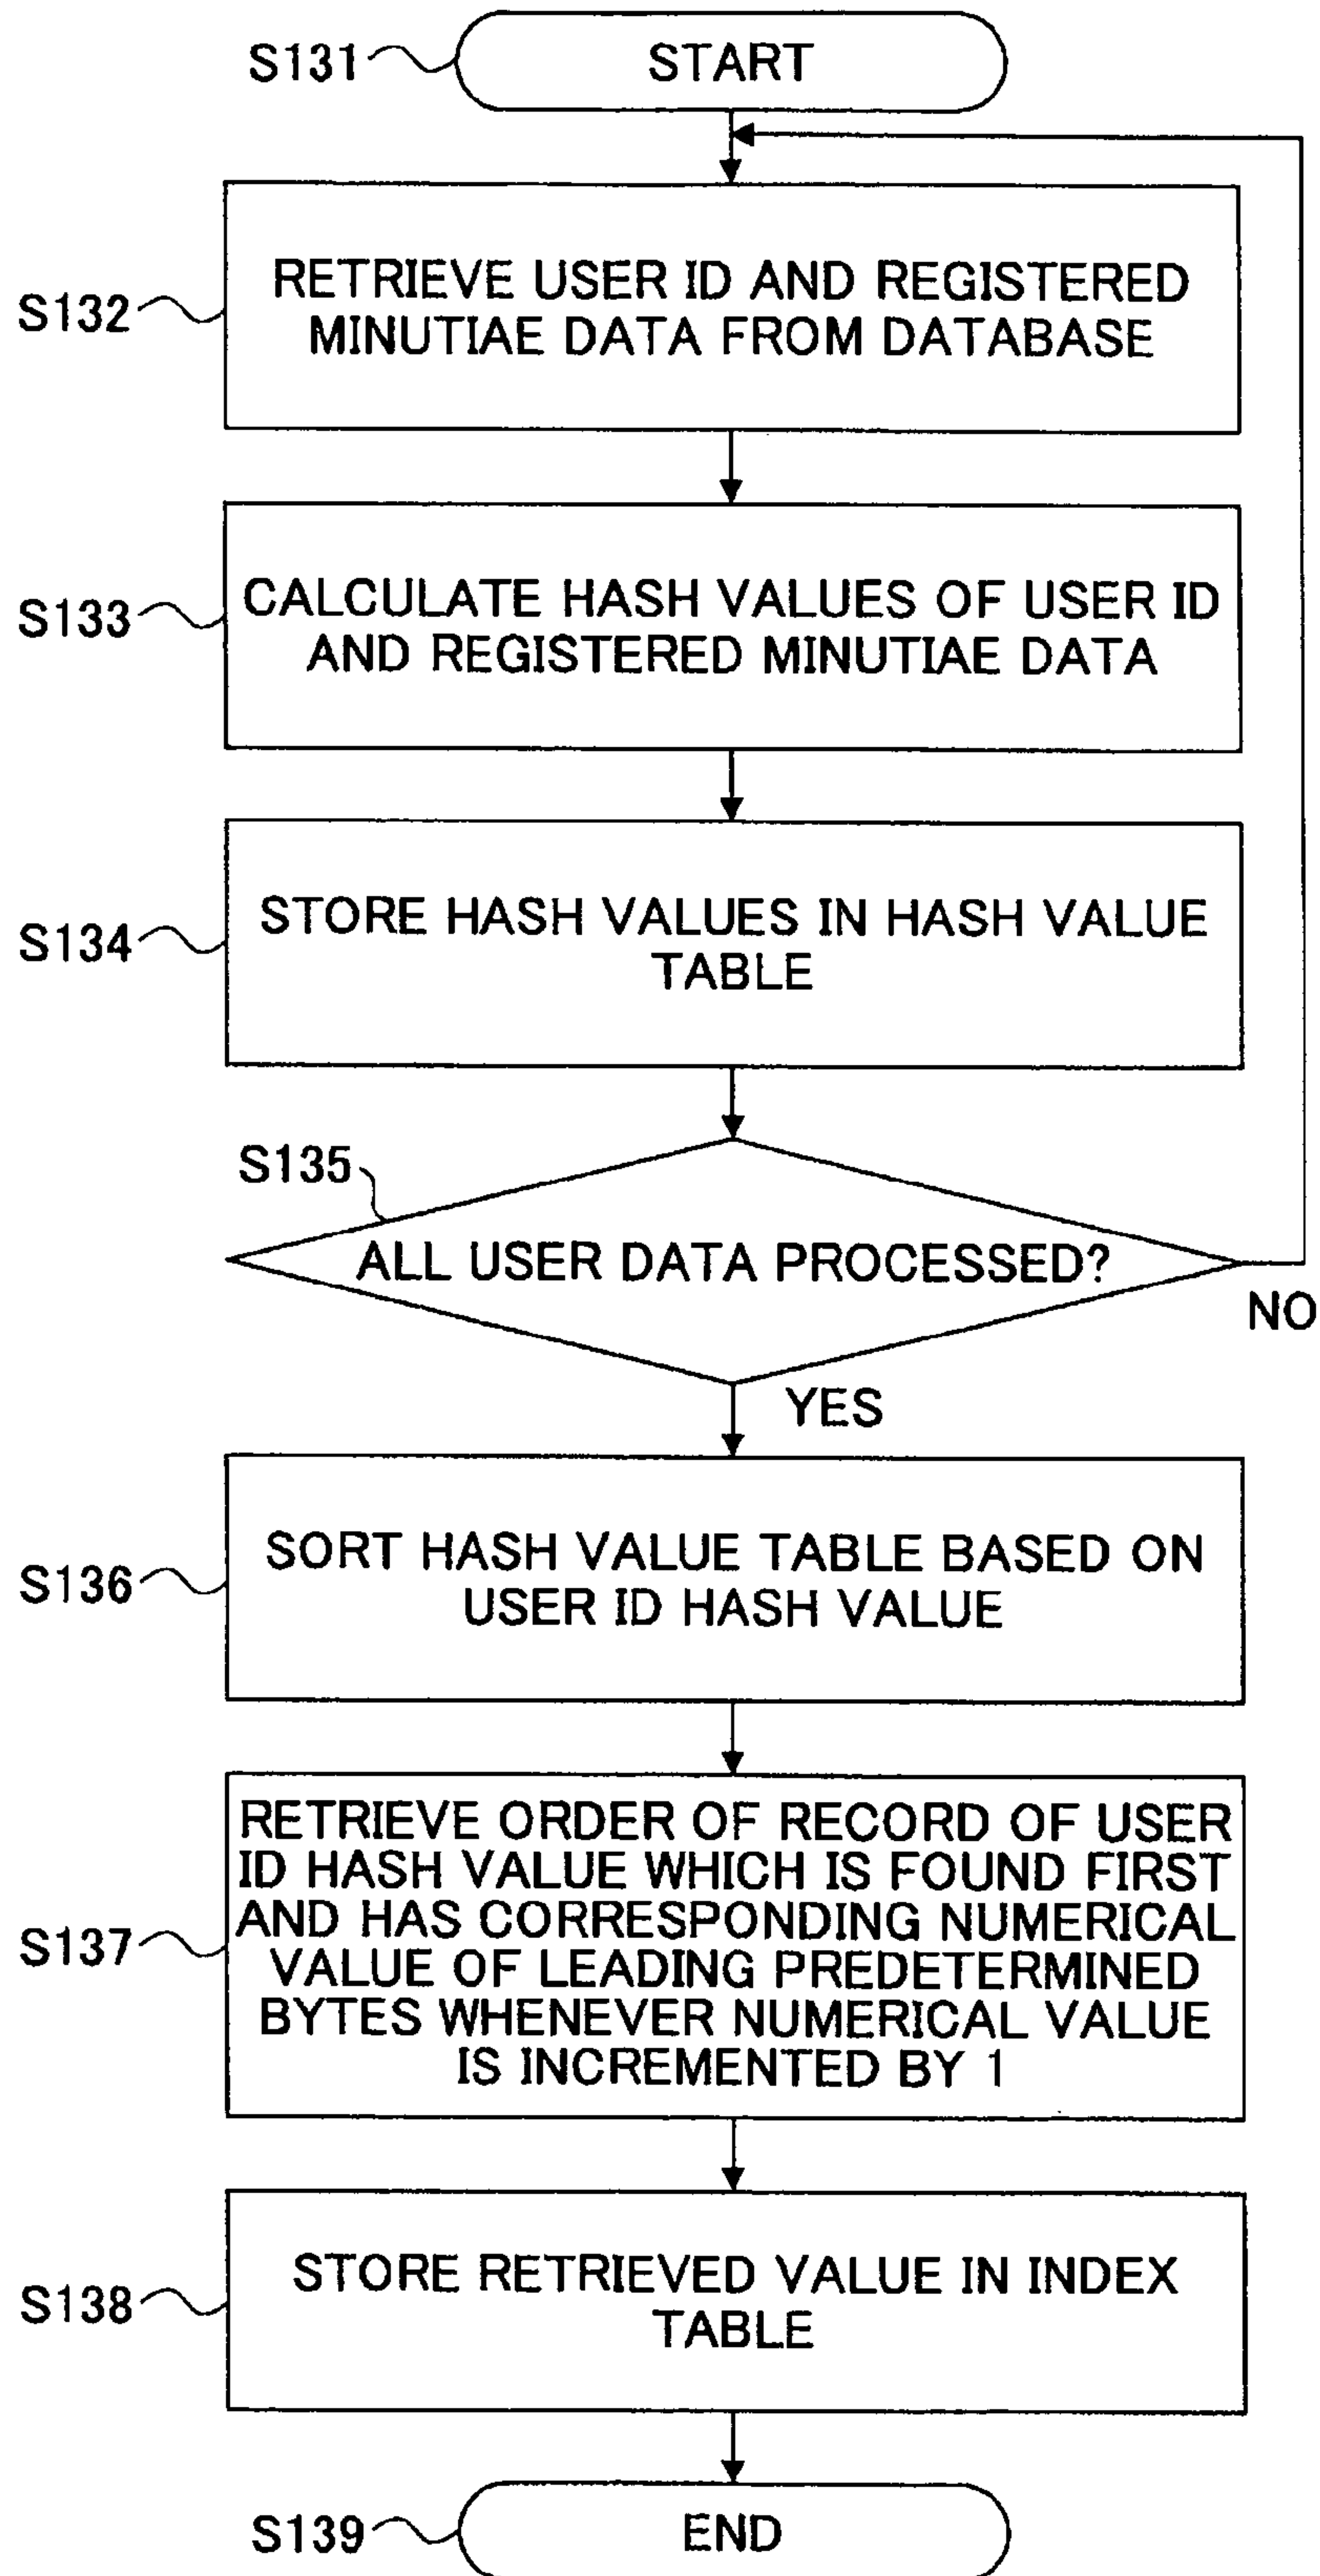 S131
START
S132
RETRIEVE USER ID AND REGISTERED
MINUTIAE DATA FROM DATABASE
S133
CALCULATE HASH VALUES OF USER ID
AND REGISTERED MINUTIAE DATA
S134
STORE HASH VALUES IN HASH VALUE
TABLE
S135
ALL USER DATA PROCESSED?
NO
YES
S136
SORT HASH VALUE TABLE BASED ON
USER ID HASH VALUE
S137
RETRIEVE ORDER OF RECORD OF USER
ID HASH VALUE WHICH IS FOUND FIRST
AND HAS CORRESPONDING NUMERICAL
VALUE OF LEADING PREDETERMINED
BYTES WHENEVER NUMERICAL VALUE
IS INCREMENTED BY 1
S138
STORE RETRIEVED VALUE IN INDEX
TABLE
S139
END